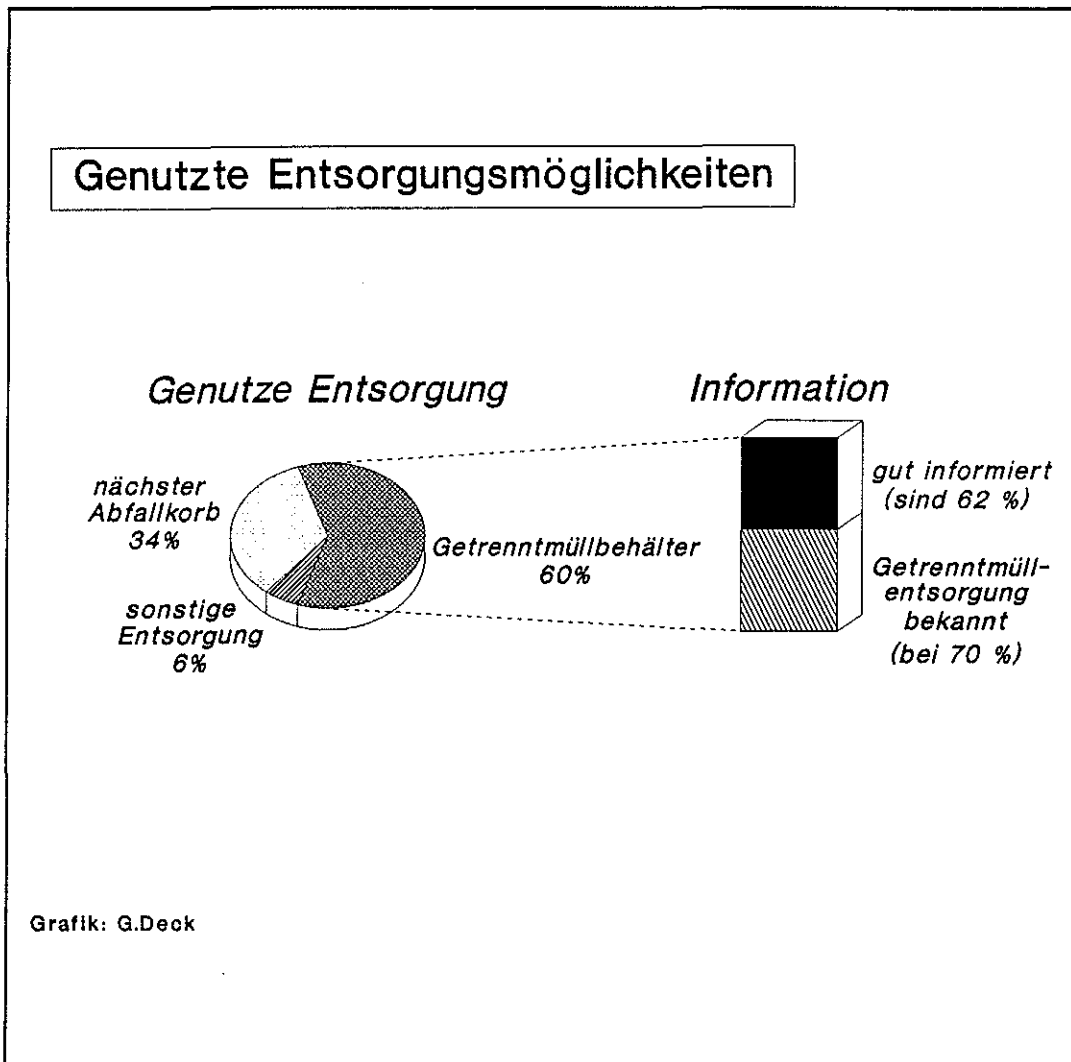 Genutzte Entsorgungsmöglichkeiten
Genutze Entsorgung
nächster
Abfallkorb
34%
sonstige
Entsorgung
6%
Getrenntmüllbehälter
60%
Information
gut informiert
(sind 62 %)
Getrenntmüll-
entsorgung
bekannt
(bei 70 %)
Grafik: G.Deck